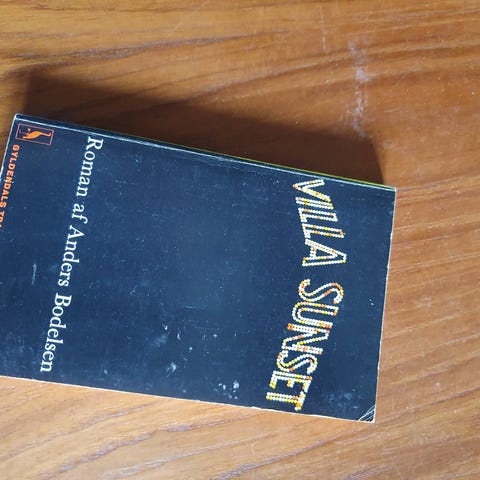 VILLA SUNSET
Roman af Anders Bodelsen
GYLDENDALS